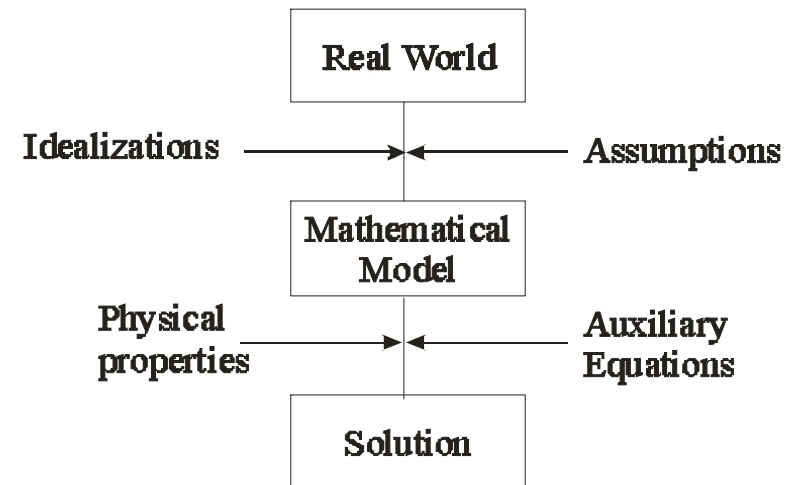 Real World
Idealizations
Assumptions
Mathematical
Model
Physical
properties
Auxiliary
Equations
Solution